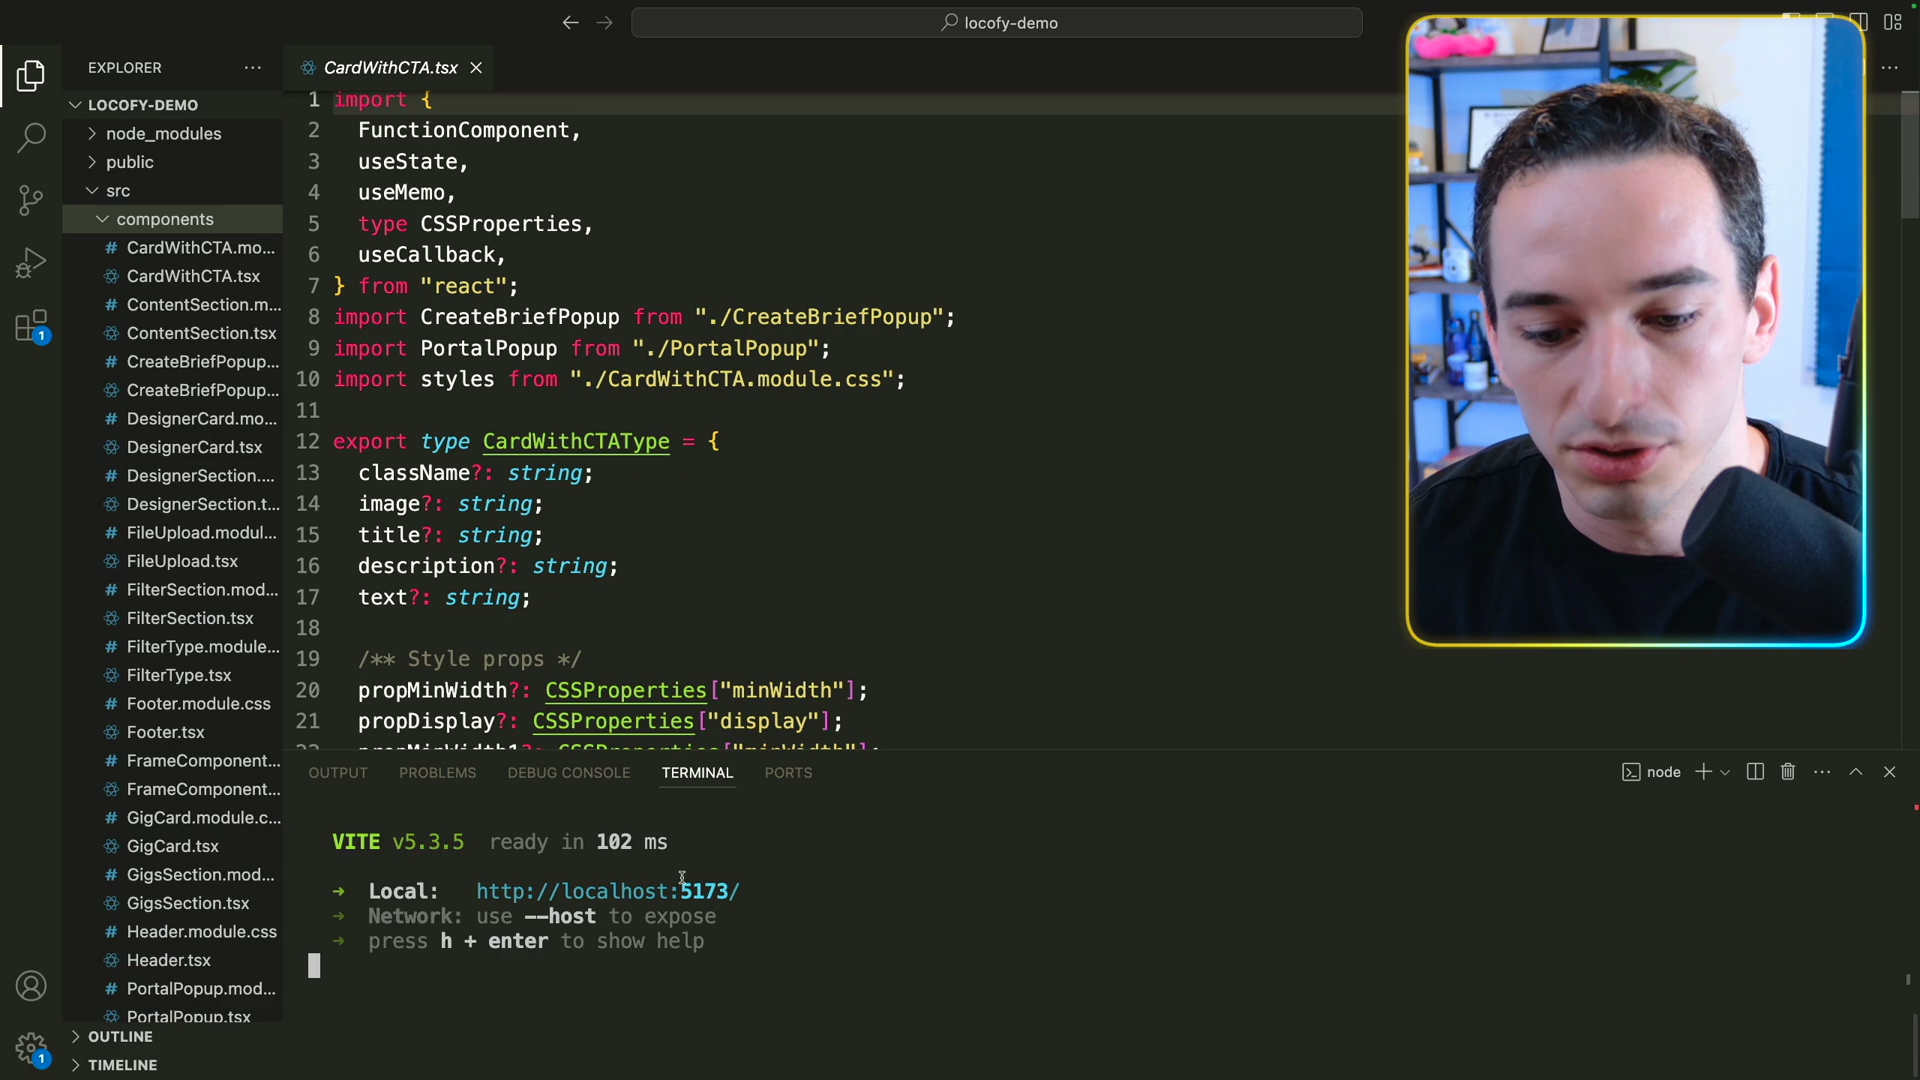 locofy-demo
EXPLORER
CardWithCTA.tsx
LOCOFY-DEMO
node_modules
public
src
components
CardWithCTA.mo...
CardWithCTA.tsx
ContentSection.m...
ContentSection.tsx
CreateBriefPopup...
CreateBriefPopup...
DesignerCard.mo...
DesignerCard.tsx
DesignerSection....
DesignerSection.t...
FileUpload.modul...
FileUpload.tsx
FilterSection.mod...
FilterSection.tsx
FilterType.module...
FilterType.tsx
Footer.module.css
Footer.tsx
FrameComponent...
FrameComponent...
GigCard.module.c...
GigCard.tsx
GigsSection.mod...
GigsSection.tsx
Header.module.css
Header.tsx
PortalPopup.mod...
PortalPopup.tsx
OUTLINE
TIMELINE
1
1
1 import {
2 FunctionComponent,
3 useState,
4 useMemo,
5 type CSSProperties,
6 useCallback,
7 } from "react";
8 import CreateBriefPopup from "./CreateBriefPopup";
9 import PortalPopup from "./PortalPopup";
10 import styles from "./CardWithCTA.module.css";
11
12 export type CardWithCTAType = {
13 className?: string;
14 image?: string;
15 title?: string;
16 description?: string;
17 text?: string;
18
19 /** Style props */
20 propMinWidth?: CSSProperties["minWidth"];
21 propDisplay?: CSSProperties["display"];
22 propMinWidth1?: CSSProperties["minWidth"];
OUTPUT PROBLEMS DEBUG CONSOLE TERMINAL PORTS
node
VITE v5.3.5 ready in 102 ms
➜ Local: http://localhost:5173/
➜ Network: use --host to expose
➜ press h + enter to show help